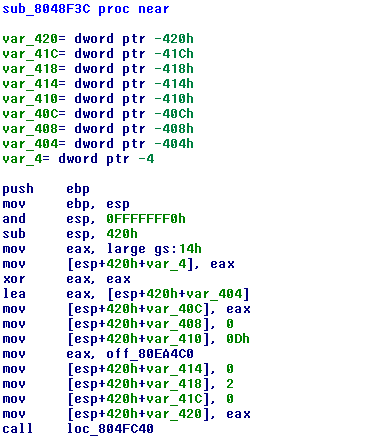 sub_8048F3C proc near
var_420= dword ptr -420h
var_41C= dword ptr -41Ch
var_418= dword ptr -418h
var_414= dword ptr -414h
var_410= dword ptr -410h
var_40C= dword ptr -40Ch
var_408= dword ptr -408h
var_404= dword ptr -404h
var_4= dword ptr -4
push    ebp
mov     ebp, esp
and     esp, 0FFFFFFF0h
sub     esp, 420h
mov     eax, large gs:14h
mov     [esp+420h+var_4], eax
xor     eax, eax
lea     eax, [esp+420h+var_404]
mov     [esp+420h+var_40C], eax
mov     [esp+420h+var_408], 0
mov     [esp+420h+var_410], 0Dh
mov     eax, off_80EA4C0
mov     [esp+420h+var_414], 0
mov     [esp+420h+var_418], 2
mov     [esp+420h+var_41C], 0
mov     [esp+420h+var_420], eax
call    loc_804FC40